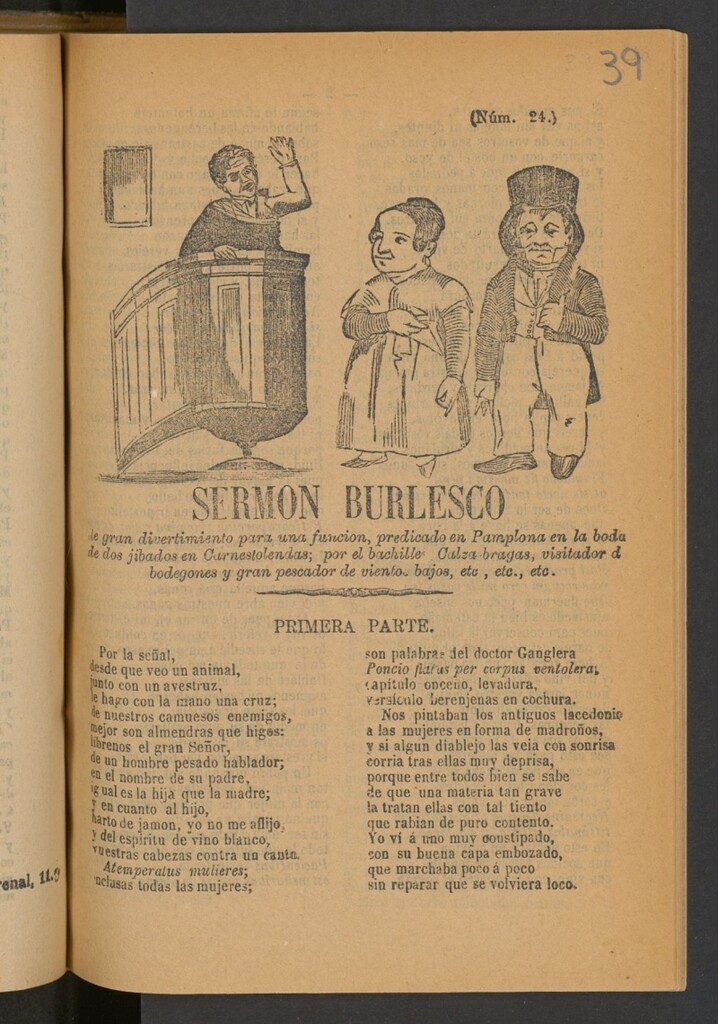 39
(Núm. 24.)
SERMON BURLESCO
de gran divertimiento para una funcion, predicado en Pamplona en la boda
de dos jibados en Carnestolendas; por el bachille Calza-bragas, visitador d
bodegones y gran pescador de vientos bajos, etc , etc., etc.
PRIMERA PARTE.
Por la señal,
desde que veo un animal,
junto con un avestruz,
le hago con la mano una cruz;
de nuestros camuesos enemigos,
mejor son almendras que higos:
librenos el gran Señor,
de un hombre pesado hablador;
en el nombre de su padre,
igual es la hija que la madre;
y en cuanto al hijo,
harto de jamon, yo no me aflijo,
y del espiritu de vino blanco,
vuestras cabezas contra un canto.
Atemperatus mulieres;
inclusas todas las mujeres;
son palabras del doctor Ganglera
Poncio flatus per corpus ventolera;
capitulo onceno, levadura,
versiculo berenjenas en cochura.
Nos pintaban los antiguos lacedonio
a las mujeres en forma de madroños,
y si algun diablejo las veia con sonrisa
corria tras ellas muy deprisa,
porque entre todos bien se sabe
de que una materia tan grave
la tratan ellas con tal tiento
que rabian de puro contento.
Yo ví á uno muy constipado,
con su buena capa embozado,
que marchaba poco á poco
sin reparar que se volviera loco.
renal, 11.